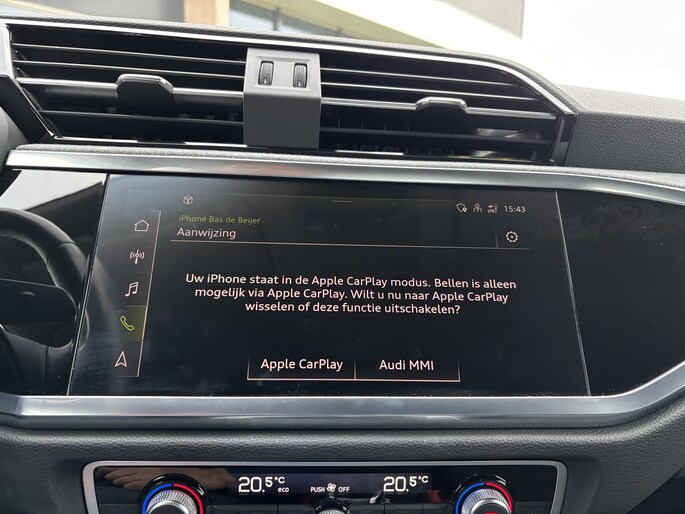 15:43
iPhone Bas de Beijer
Aanwijzing
Uw iPhone staat in de Apple CarPlay modus. Bellen is alleen
mogelijk via Apple CarPlay. Wilt u nu naar Apple CarPlay
wisselen of deze functie uitschakelen?
Apple CarPlay
Audi MMI
20.5°C
eco
PUSH OFF
20.5°C